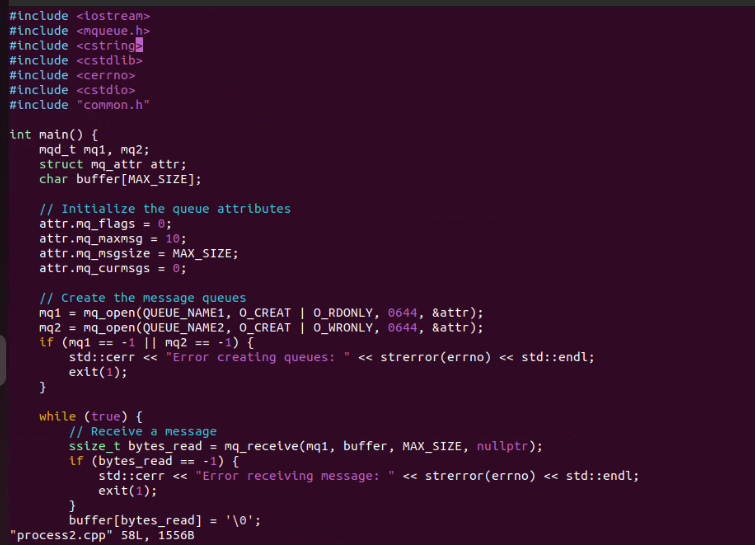 #include <iostream>
#include <mqueue.h>
#include <cstring>
#include <cstdlib>
#include <cerrno>
#include <cstdio>
#include "common.h"

int main() {
    mqd_t mq1, mq2;
    struct mq_attr attr;
    char buffer[MAX_SIZE];

    // Initialize the queue attributes
    attr.mq_flags = 0;
    attr.mq_maxmsg = 10;
    attr.mq_msgsize = MAX_SIZE;
    attr.mq_curmsgs = 0;

    // Create the message queues
    mq1 = mq_open(QUEUE_NAME1, O_CREAT | O_RDONLY, 0644, &attr);
    mq2 = mq_open(QUEUE_NAME2, O_CREAT | O_WRONLY, 0644, &attr);
    if (mq1 == -1 || mq2 == -1) {
        std::cerr << "Error creating queues: " << strerror(errno) << std::endl;
        exit(1);
    }

    while (true) {
        // Receive a message
        ssize_t bytes_read = mq_receive(mq1, buffer, MAX_SIZE, nullptr);
        if (bytes_read == -1) {
            std::cerr << "Error receiving message: " << strerror(errno) << std::endl;
            exit(1);
        }
        buffer[bytes_read] = '\0';
"process2.cpp" 58L, 1556B